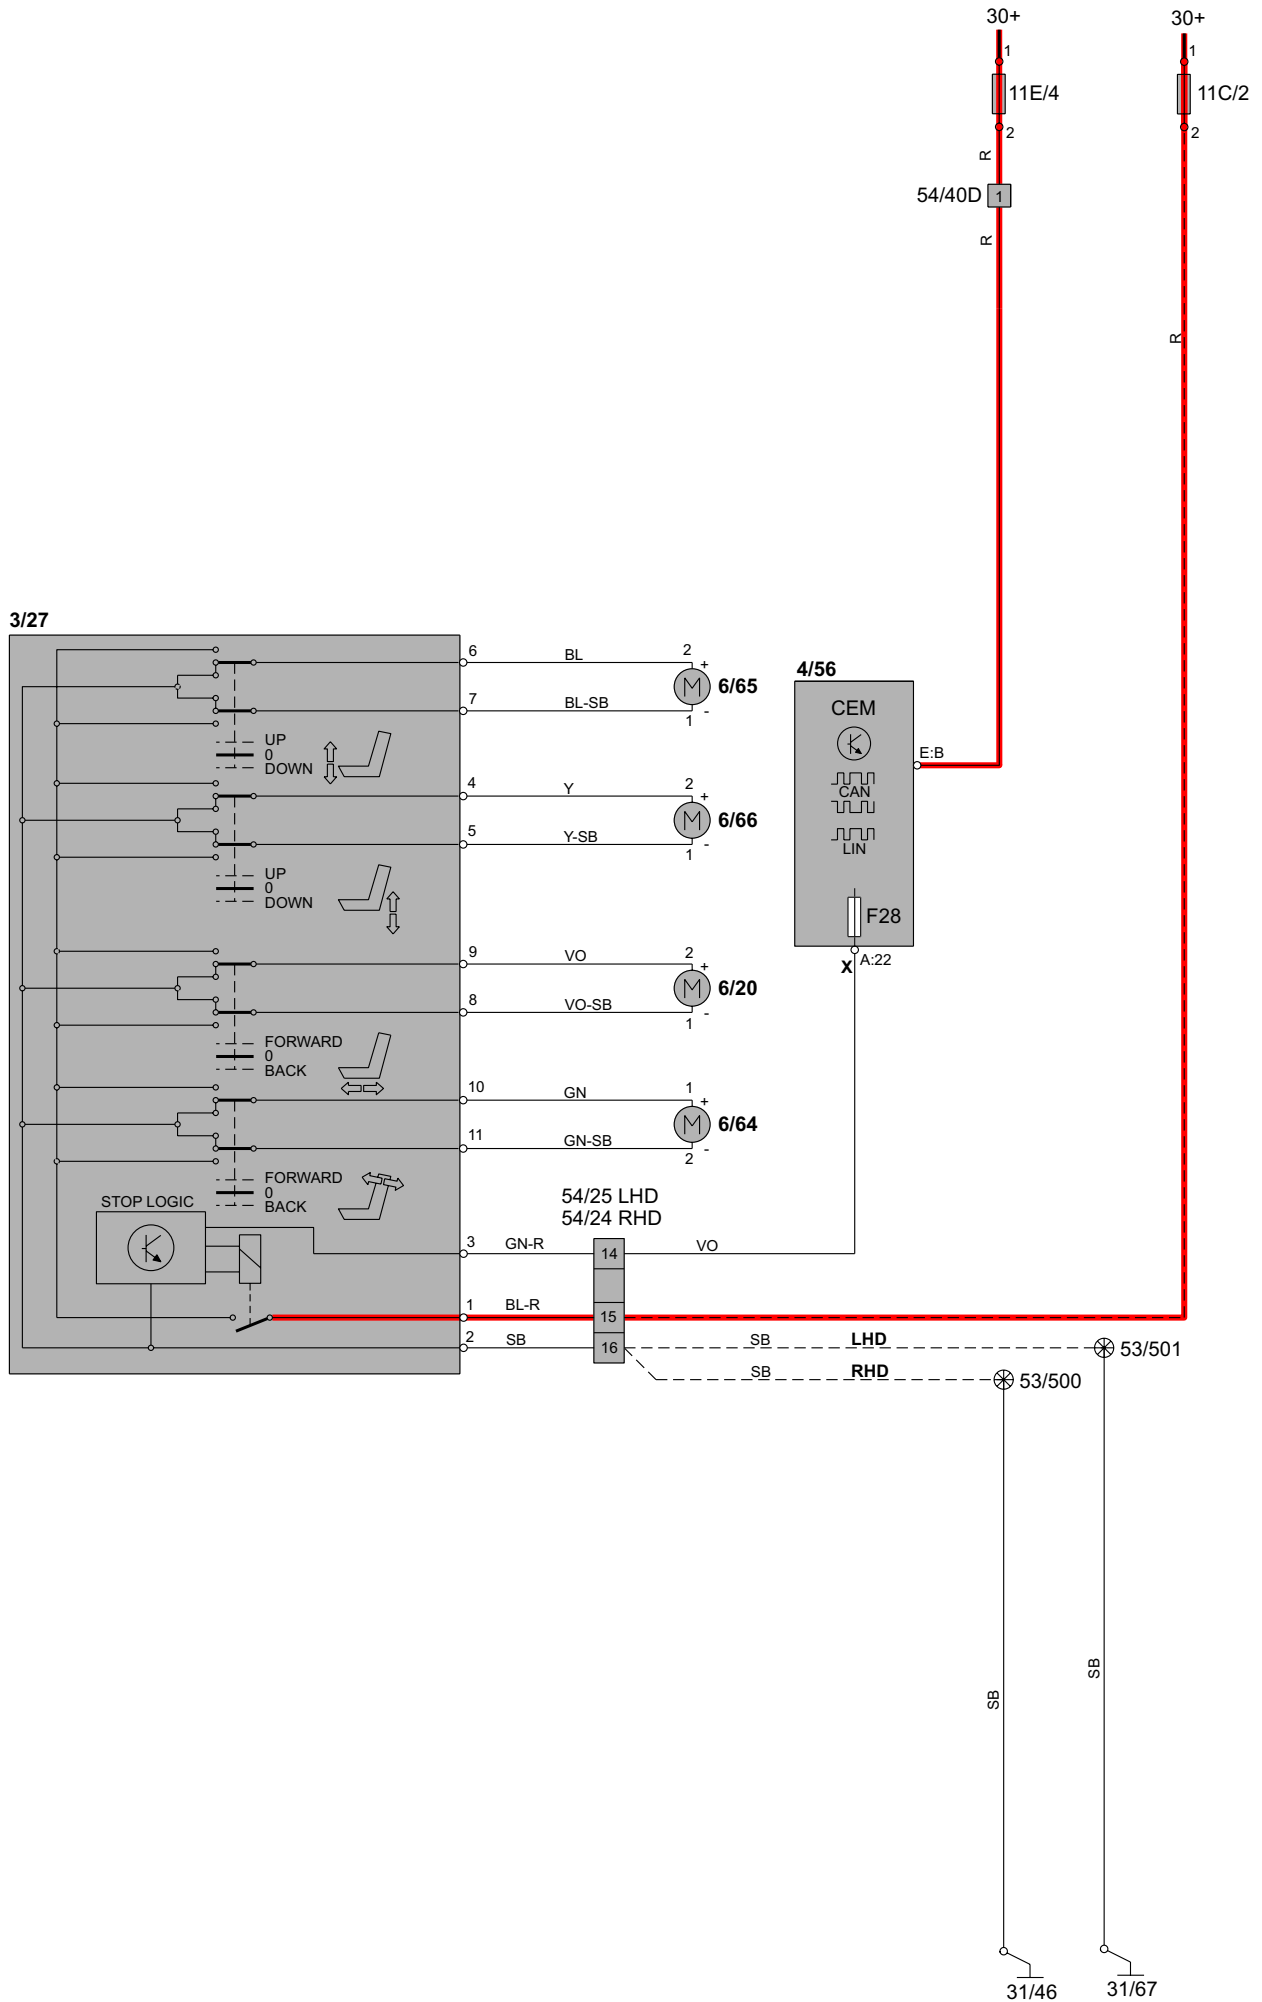 30+
30+
1
1
11E/4
11C/2
2
2
R
54/40D
1
R
R
3/27
6
BL
2
+
M
6/65
7
BL-SB
1
-
UP
0
DOWN
4
Y
2
+
M
6/66
5
Y-SB
1
-
UP
0
DOWN
4/56
CEM
E:B
CAN
LIN
F28
X
A:22
9
VO
2
+
M
6/20
8
VO-SB
1
-
FORWARD
0
BACK
10
GN
1
+
M
6/64
11
GN-SB
2
-
FORWARD
0
BACK
STOP LOGIC
54/25 LHD
54/24 RHD
3
GN-R
14
VO
1
BL-R
15
2
SB
16
SB
LHD
53/501
SB
RHD
53/500
SB
SB
31/46
31/67